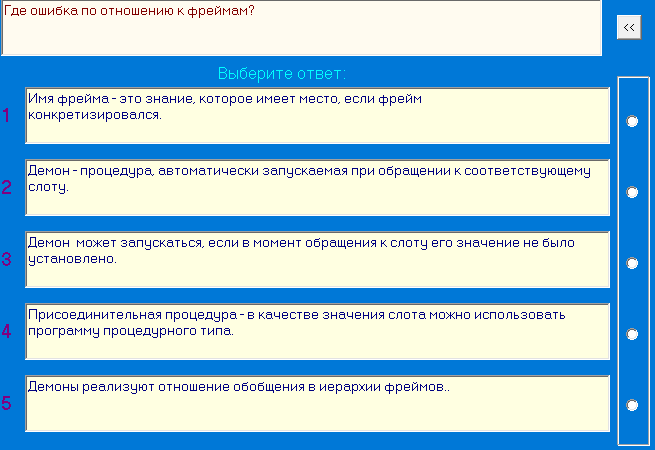 Где ошибка по отношению к фреймам?
<<
Выберите ответ:
1
Имя фрейма - это знание, которое имеет место, если фрейм
конкретизировался.
2
Демон - процедура, автоматически запускаемая при обращении к соответствующему
слоту.
3
Демон  может запускаться, если в момент обращения к слоту его значение не было
установлено.
4
Присоединительная процедура - в качестве значения слота можно использовать
программу процедурного типа.
5
Демоны реализуют отношение обобщения в иерархии фреймов..